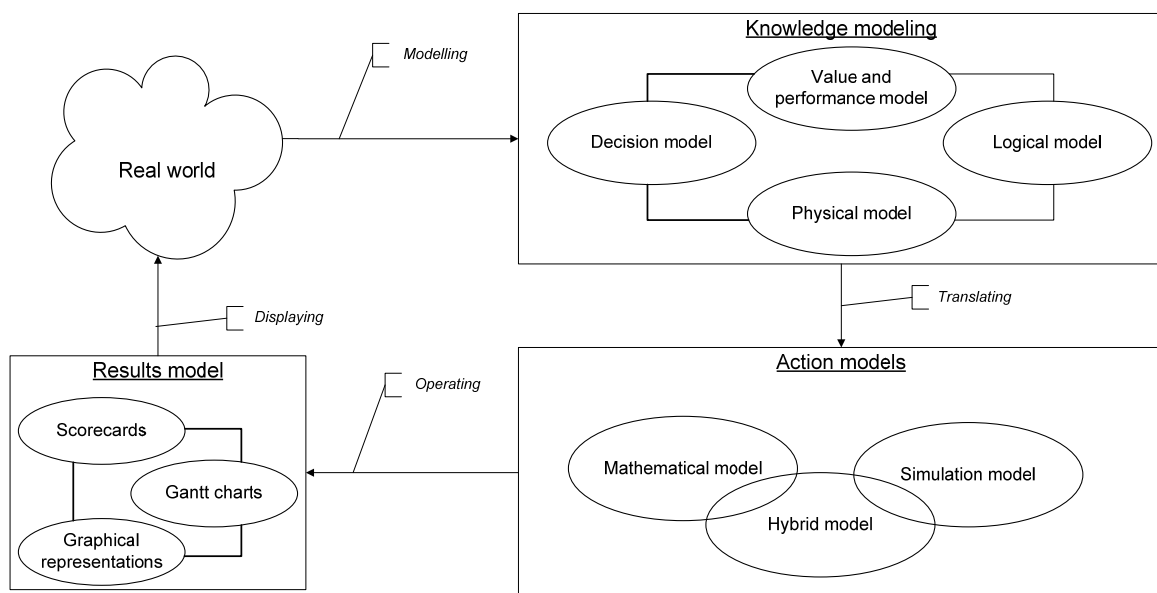 Knowledge modeling
Modelling
Value and
performance model
Decision model
Logical model
Real world
Physical model
Translating
Displaying
Results model
Action models
Operating
Scorecards
Mathematical model
Simulation model
Gantt charts
Hybrid model
Graphical
representations